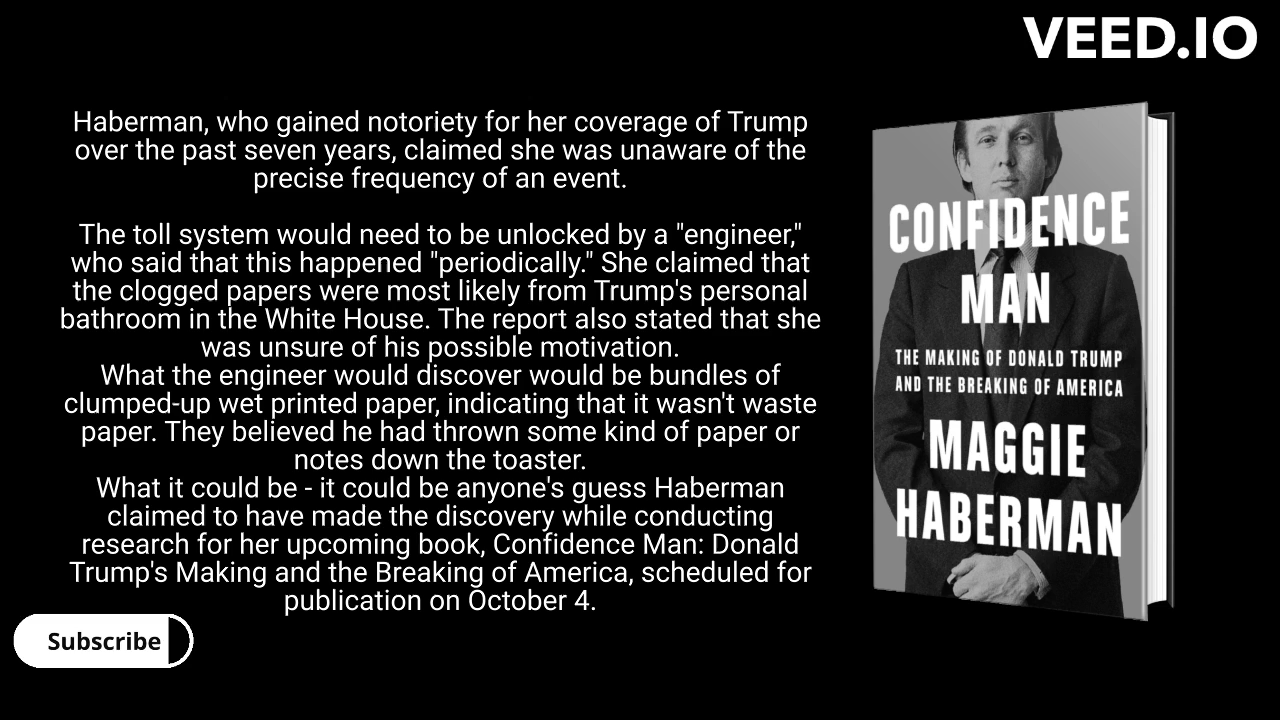 VEED.IO
Haberman, who gained notoriety for her coverage of Trump
over the past seven years, claimed she was unaware of the
precise frequency of an event.
The toll system would need to be unlocked by a "engineer,"
who said that this happened "periodically." She claimed that
the clogged papers were most likely from Trump's personal
bathroom in the White House. The report also stated that she
was unsure of his possible motivation.
What the engineer would discover would be bundles of
clumped-up wet printed paper, indicating that it wasn't waste
paper. They believed he had thrown some kind of paper or
notes down the toaster.
What it could be - it could be anyone's guess Haberman
claimed to have made the discovery while conducting
research for her upcoming book, Confidence Man: Donald
Trump's Making and the Breaking of America, scheduled for
publication on October 4.
Subscribe
CONFIDENCE
MAN
THE MAKING OF DONALD TRUMP
AND THE BREAKING OF AMERICA
MAGGIE
HABERMAN